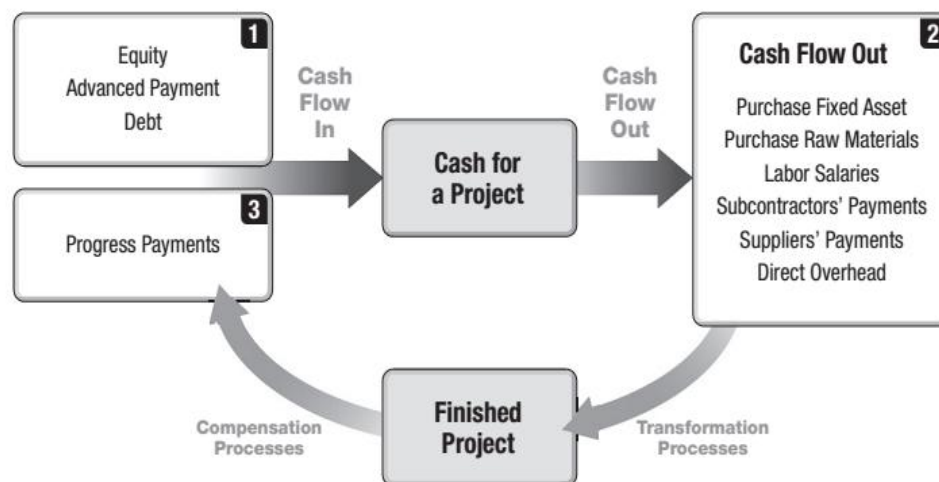 1
Equity
Advanced Payment
Debt
Cash
Flow
In
Cash for
a Project
Cash
Flow
Out
2
Cash Flow Out
Purchase Fixed Asset
Purchase Raw Materials
Labor Salaries
Subcontractors' Payments
Suppliers' Payments
Direct Overhead
3
Progress Payments
Compensation
Processes
Finished
Project
Transformation
Processes